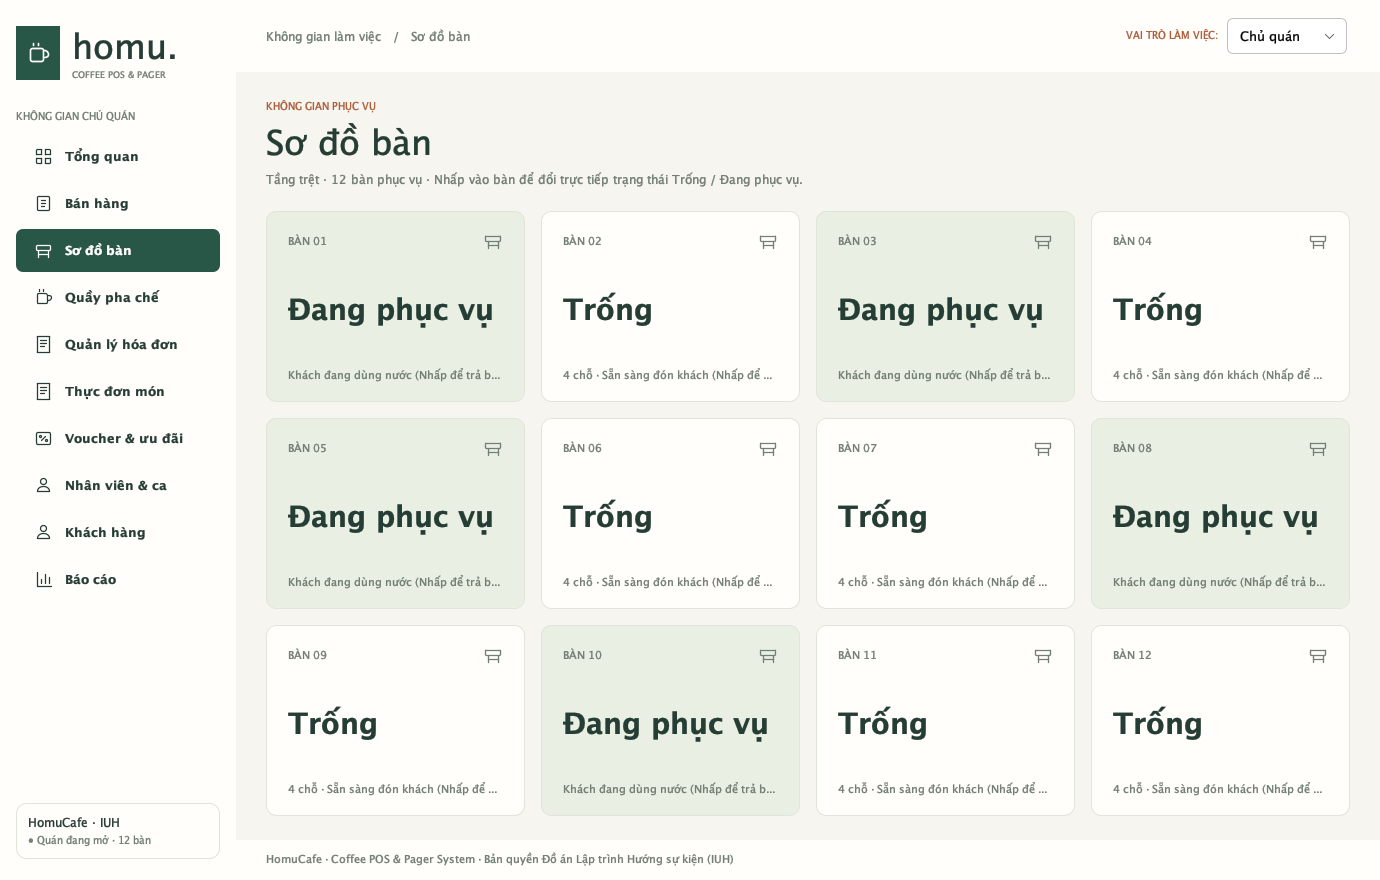 homu.
COFFEE POS & PAGER
KHÔNG GIAN CHỦ QUÁN
Tổng quan
Bán hàng
Sơ đồ bàn
Quầy pha chế
Quản lý hóa đơn
Thực đơn món
Voucher & ưu đãi
Nhân viên & ca
Khách hàng
Báo cáo
HomuCafe · IUH
● Quán đang mở · 12 bàn
Không gian làm việc / Sơ đồ bàn
VAI TRÒ LÀM VIỆC: Chủ quán
KHÔNG GIAN PHỤC VỤ
Sơ đồ bàn
Tầng trệt · 12 bàn phục vụ · Nhấp vào bàn để đổi trực tiếp trạng thái Trống / Đang phục vụ.
BÀN 01
Đang phục vụ
Khách đang dùng nước (Nhấp để trả b...
BÀN 02
Trống
4 chỗ · Sẵn sàng đón khách (Nhấp để ...
BÀN 03
Đang phục vụ
Khách đang dùng nước (Nhấp để trả b...
BÀN 04
Trống
4 chỗ · Sẵn sàng đón khách (Nhấp để ...
BÀN 05
Đang phục vụ
Khách đang dùng nước (Nhấp để trả b...
BÀN 06
Trống
4 chỗ · Sẵn sàng đón khách (Nhấp để ...
BÀN 07
Trống
4 chỗ · Sẵn sàng đón khách (Nhấp để ...
BÀN 08
Đang phục vụ
Khách đang dùng nước (Nhấp để trả b...
BÀN 09
Trống
4 chỗ · Sẵn sàng đón khách (Nhấp để ...
BÀN 10
Đang phục vụ
Khách đang dùng nước (Nhấp để trả b...
BÀN 11
Trống
4 chỗ · Sẵn sàng đón khách (Nhấp để ...
BÀN 12
Trống
4 chỗ · Sẵn sàng đón khách (Nhấp để ...
HomuCafe · Coffee POS & Pager System · Bản quyền Đồ án Lập trình Hướng sự kiện (IUH)